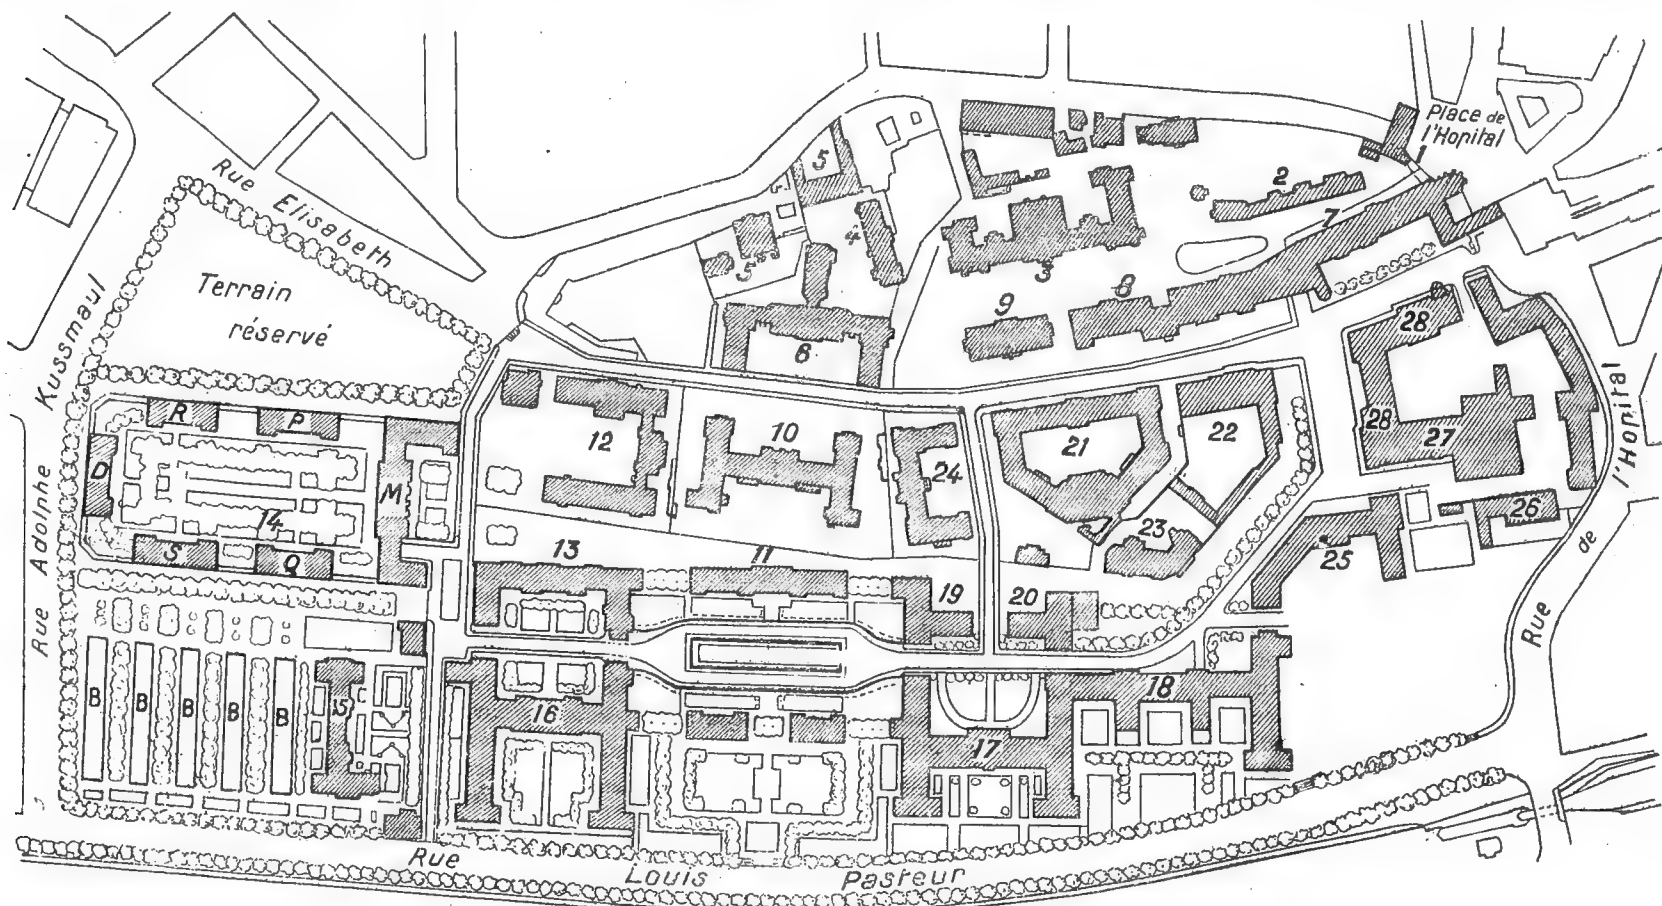 Place de
l'Hopital
1
5
2
7
Rue
Elisabeth
4
5
3
Terrain
réservé
8
9
28
6
Kussmaul
R
P
12
10
21
22
28
27
l'Hopital
D
M
24
14
26
23
S
Q
13
11
25
19
20
de
Rue
Rue Adolphe
B
B
B
B
B
15
16
18
17
Rue
Louis
Pasteur